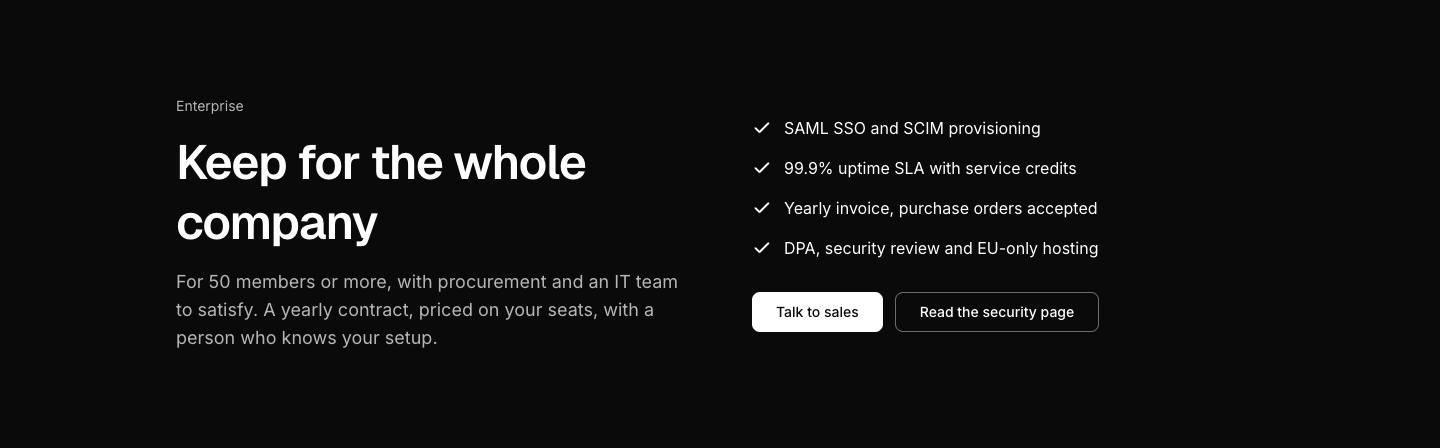 Enterprise
Keep for the whole
company
For 50 members or more, with procurement and an IT team
to satisfy. A yearly contract, priced on your seats, with a
person who knows your setup.
SAML SSO and SCIM provisioning
99.9% uptime SLA with service credits
Yearly invoice, purchase orders accepted
DPA, security review and EU-only hosting
Talk to sales
Read the security page